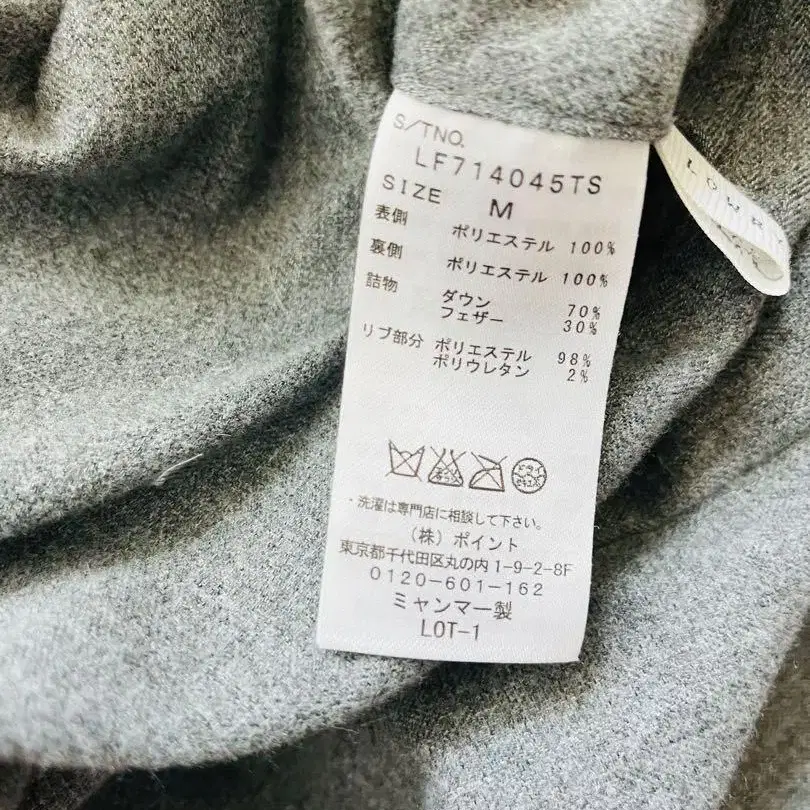 S/TNO.
LF714045TS
SIZE M
表側 ポリエステル 100%
裏側 ポリエステル 100%
詰物 ダウン 70%
フェザー 30%
リブ部分 ポリエステル 98%
ポリウレタン 2%
ドライ
・洗濯は専門店に相談して下さい。
(株) ポイント
東京都千代田区丸の内 1-9-2-8F
0120-601-162
ミャンマー製
LOT-1